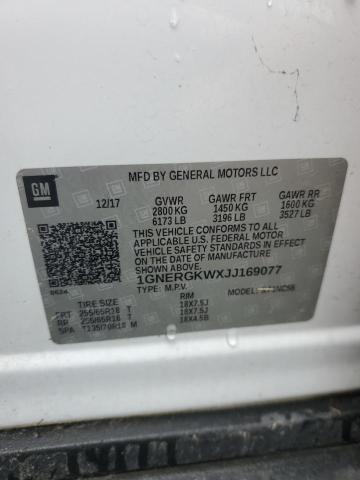 GM
MFD BY GENERAL MOTORS LLC
12/17 GVWR GAWR FRT GAWR RR
2800 KG 1450 KG 1600 KG
6173 LB 3196 LB 3527 LB
THIS VEHICLE CONFORMS TO ALL
APPLICABLE U.S. FEDERAL MOTOR
VEHICLE SAFETY STANDARDS IN
EFFECT ON THE DATE OF
MANUFACTURE SHOWN ABOVE.
1GNERGKWXJJ169077
TYPE: M.P.V. MODEL:
TIRE SIZE RIM
FRT 255/65R18 T 18X7.5J
RR 255/65R18 T 18X7.5J
SPA T135/70R18 M 18X4.5B